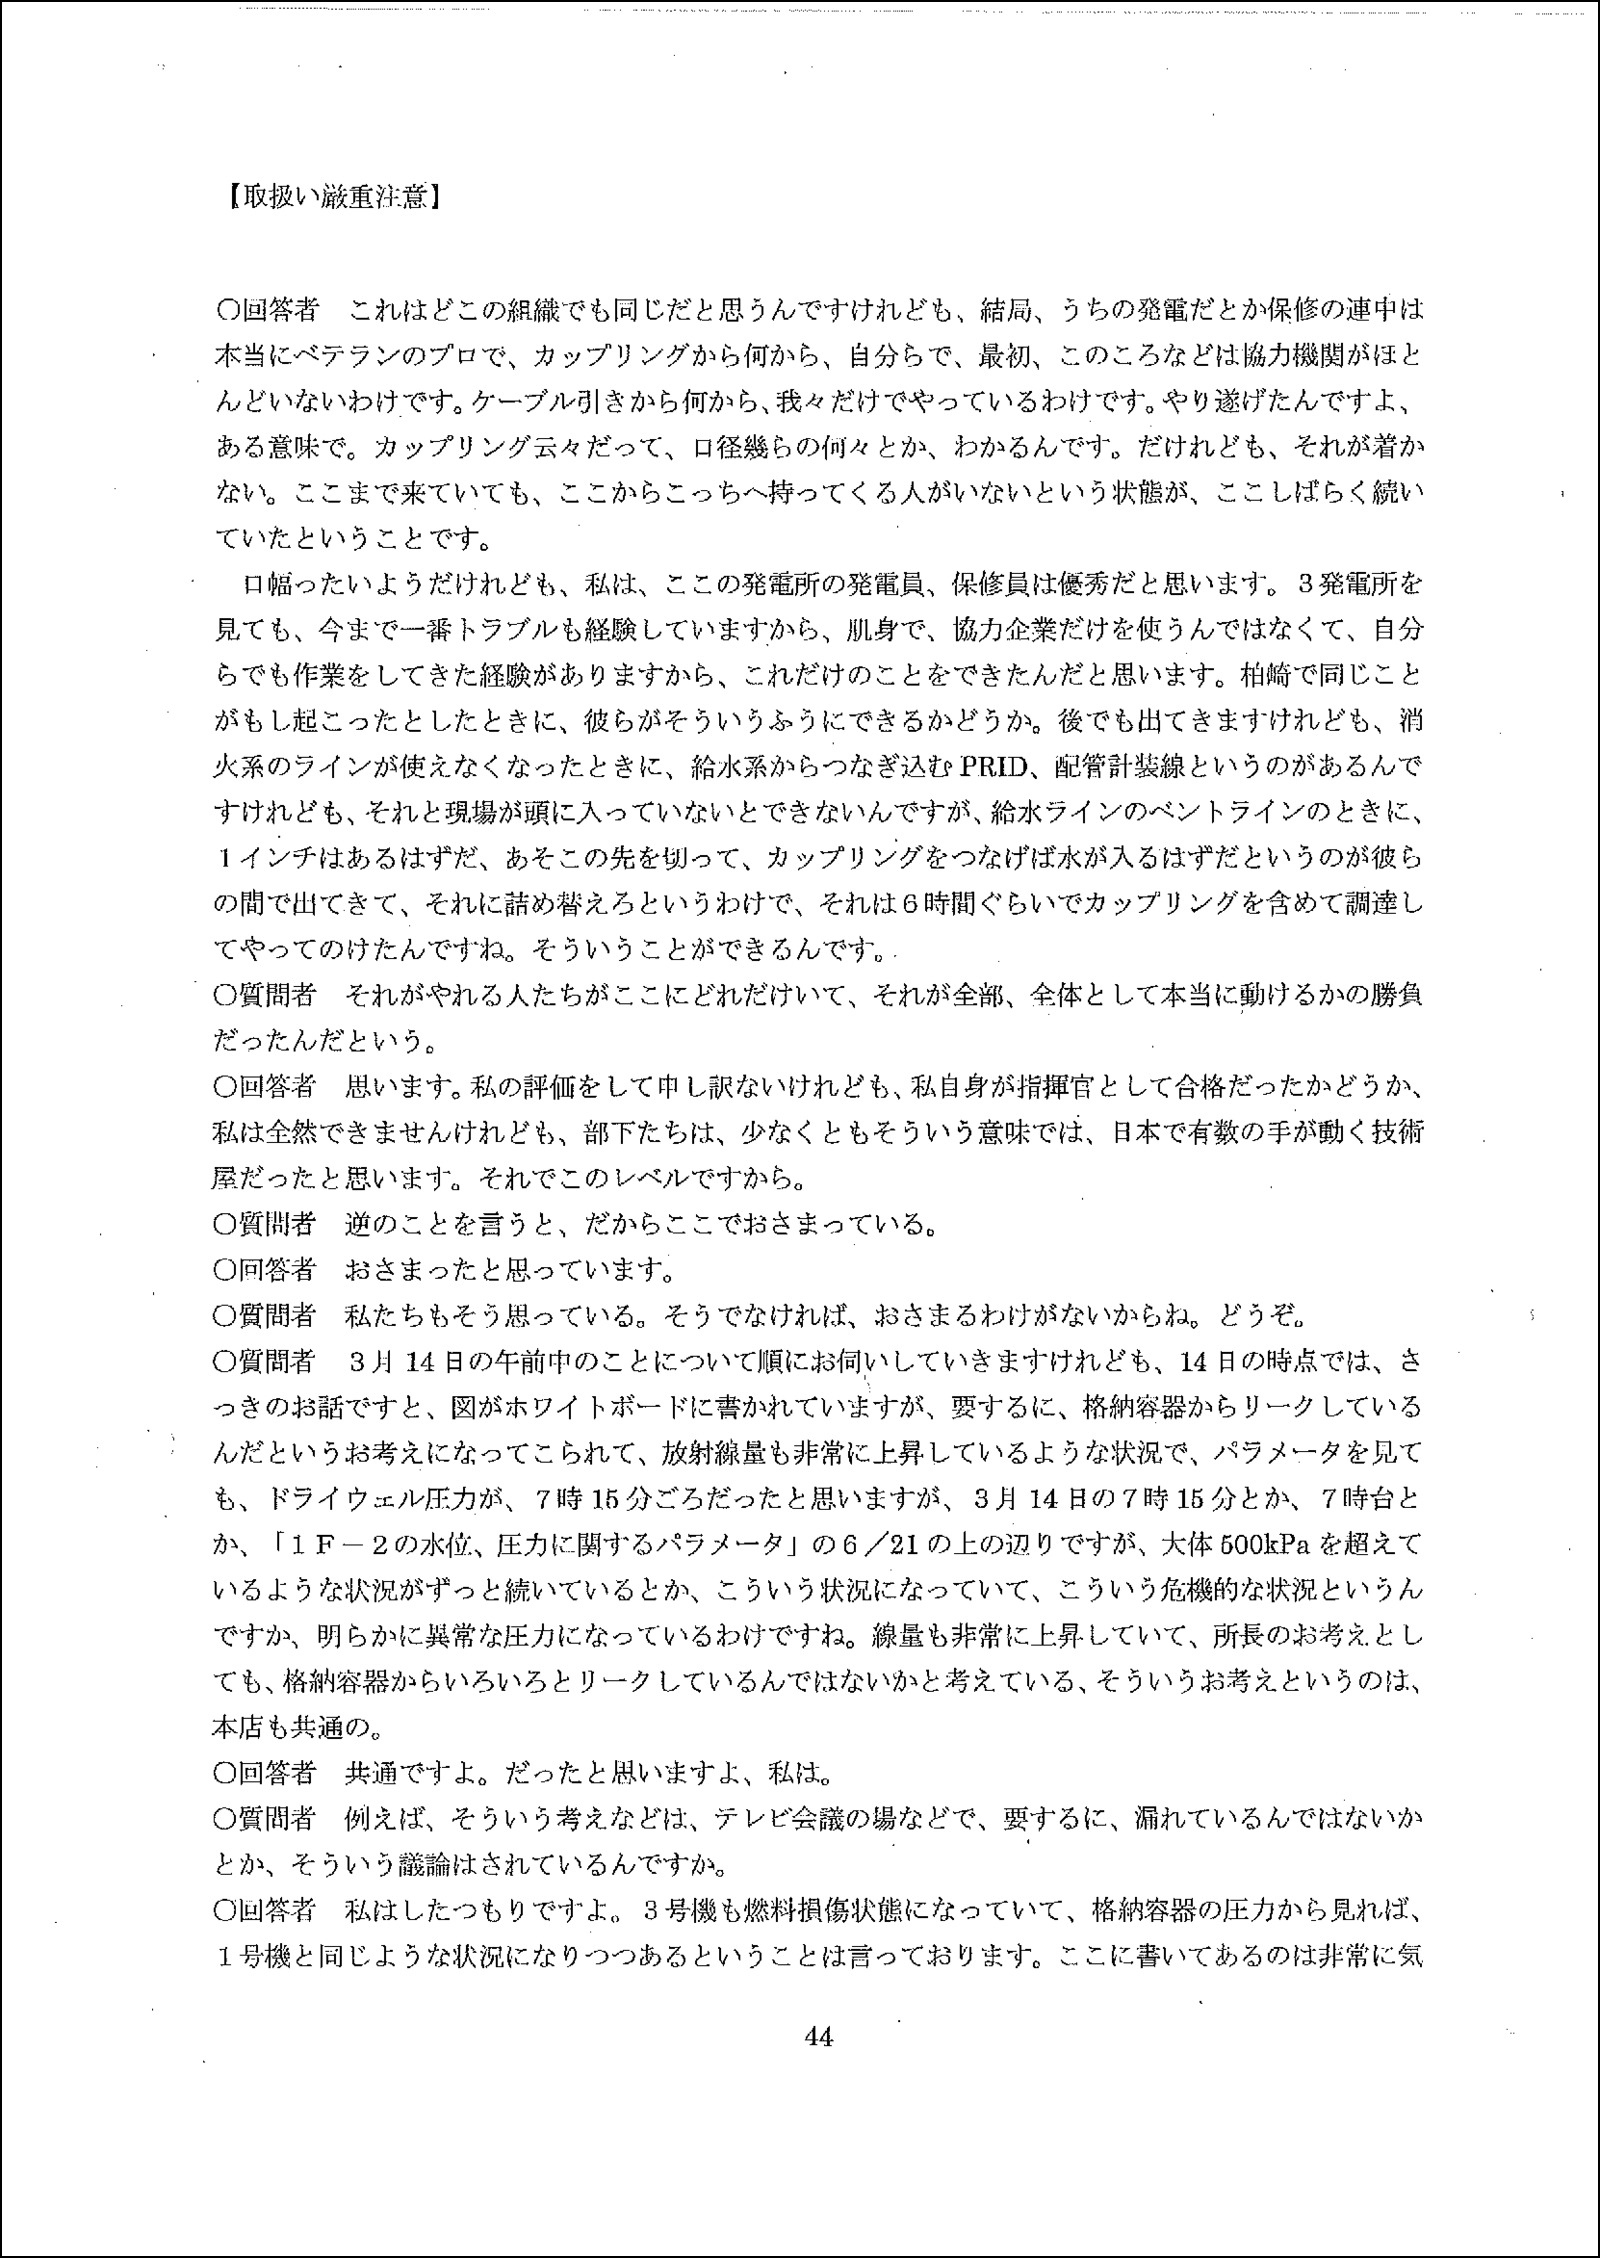 【取扱い厳重注意】
○回答者　これはどこの組織でも同じだと思うんですけれども、結局、うちの発電だとか保修の連中は
本当にベテランのプロで、カップリングから何から、自分らで、最初、このころなどは協力機関がほと
んどいないわけです。ケーブル引きから何から、我々だけでやっているわけです。やり遂げたんですよ、
ある意味で。カップリング云々だって、口径幾らの何々とか、わかるんです。だけれども、それが着か
ない。ここまで来ていても、ここからこっちへ持ってくる人がいないという状態が、ここしばらく続い
ていたということです。
　口幅ったいようだけれども、私は、ここの発電所の発電員、保修員は優秀だと思います。３発電所を
見ても、今まで一番トラブルも経験していますから、肌身で、協力企業だけを使うんではなくて、自分
らでも作業をしてきた経験がありますから、これだけのことをできたんだと思います。柏崎で同じこと
がもし起こったとしたときに、彼らがそういうふうにできるかどうか。後でも出てきますけれども、消
火系のラインが使えなくなったときに、給水系からつなぎ込む PRID、配管計装線というのがあるんで
すけれども、それと現場が頭に入っていないとできないんですが、給水ラインのベントラインのときに、
１インチはあるはずだ、あそこの先を切って、カップリングをつなげば水が入るはずだというのが彼ら
の間で出てきて、それに詰め替えろというわけで、それは６時間ぐらいでカップリングを含めて調達し
てやってのけたんですね。そういうことができるんです。
○質問者　それがやれる人たちがここにどれだけいて、それが全部、全体として本当に動けるかの勝負
だったんだという。
○回答者　思います。私の評価をして申し訳ないけれども、私自身が指揮官として合格だったかどうか、
私は全然できませんけれども、部下たちは、少なくともそういう意味では、日本で有数の手が動く技術
屋だったと思います。それでこのレベルですから。
○質問者　逆のことを言うと、だからここでおさまっている。
○回答者　おさまったと思っています。
○質問者　私たちもそう思っている。そうでなければ、おさまるわけがないからね。どうぞ。
○質問者　３月 14 日の午前中のことについて順にお伺いしていきますけれども、14 日の時点では、さ
っきのお話ですと、図がホワイトボードに書かれていますが、要するに、格納容器からリークしている
んだというお考えになってこられて、放射線量も非常に上昇しているような状況で、パラメータを見て
も、ドライウェル圧力が、７時 15 分ごろだったと思いますが、３月 14 日の７時 15 分とか、７時台と
か、「１Ｆ－２の水位、圧力に関するパラメータ」の６／21 の上の辺りですが、大体 500kPa を超えて
いるような状況がずっと続いているとか、こういう状況になっていて、こういう危機的な状況というん
ですか、明らかに異常な圧力になっているわけですね。線量も非常に上昇していて、所長のお考えとし
ても、格納容器からいろいろとリークしているんではないかと考えている、そういうお考えというのは、
本店も共通の。
○回答者　共通ですよ。だったと思いますよ、私は。
○質問者　例えば、そういう考えなどは、テレビ会議の場などで、要するに、漏れているんではないか
とか、そういう議論はされているんですか。
○回答者　私はしたつもりですよ。３号機も燃料損傷状態になっていて、格納容器の圧力から見れば、
１号機と同じような状況になりつつあるということは言っております。ここに書いてあるのは非常に気
44